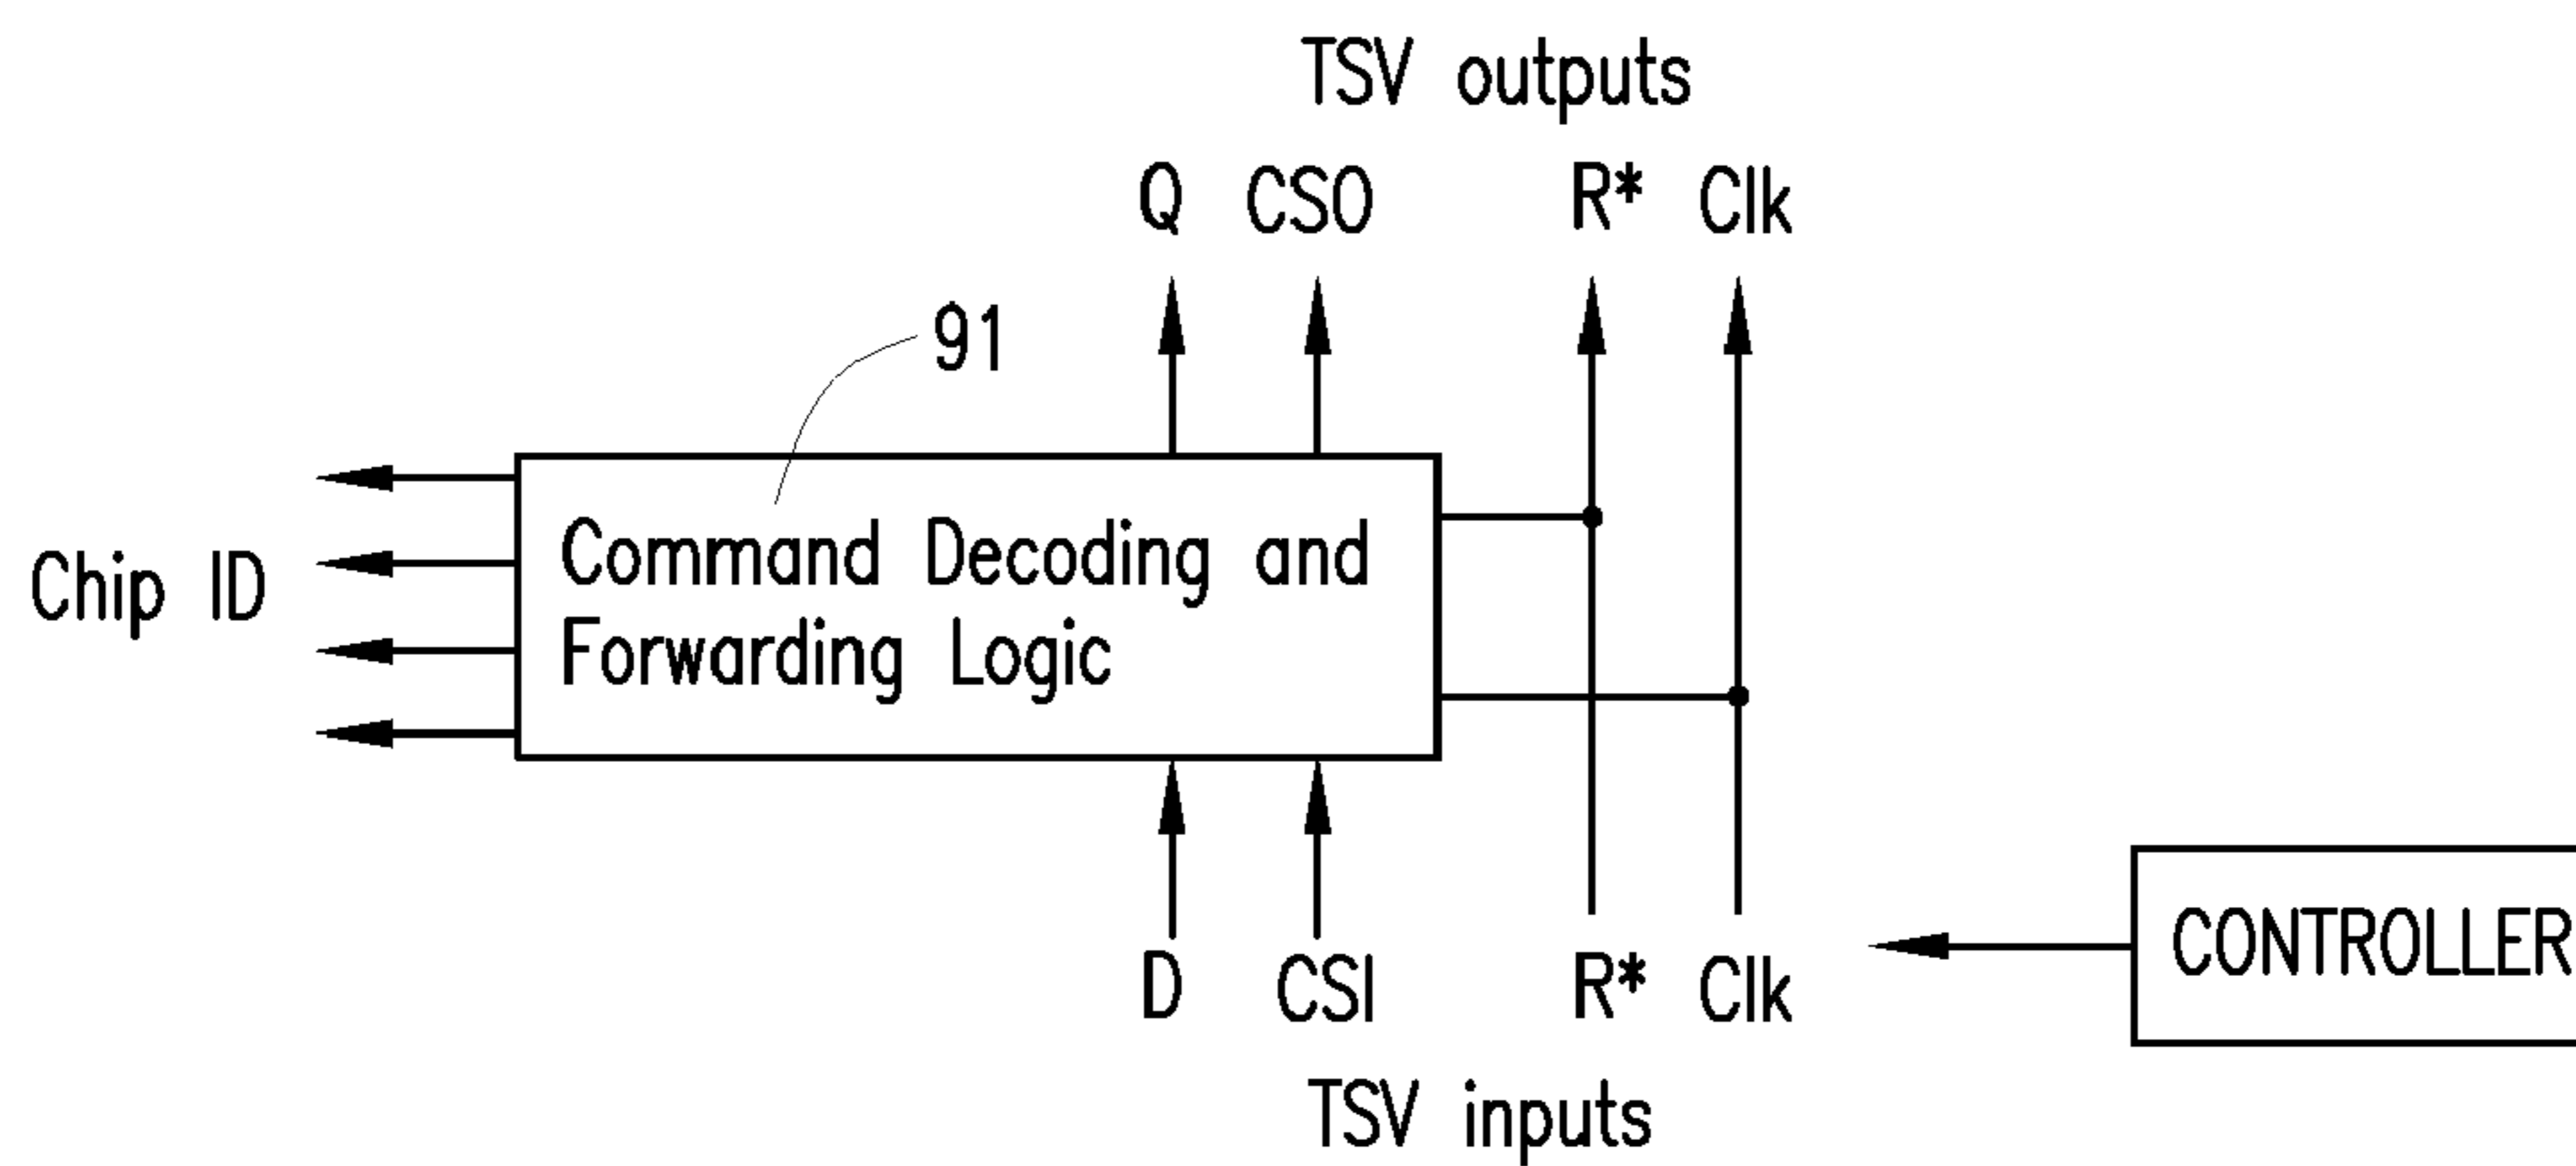 TSV outputs
Q CSO R* Clk
91
Chip ID
Command Decoding and
Forwarding Logic
D CSI R* Clk
CONTROLLER
TSV inputs